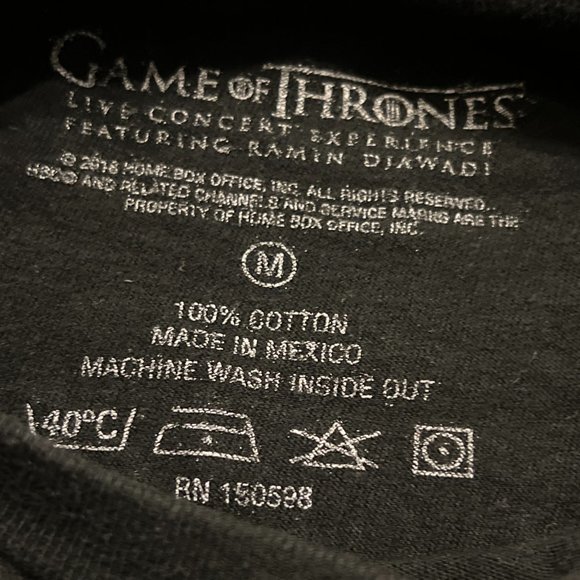 GAME OF THRONES
LIVE CONCERT EXPERIENCE
FEATURING RAMIN DJAWADI
© 2016 HOME BOX OFFICE, INC. ALL RIGHTS RESERVED.
HBO® AND RELATED CHANNELS AND SERVICE MARKS ARE THE
PROPERTY OF HOME BOX OFFICE, INC.
M
100% COTTON
MADE IN MEXICO
MACHINE WASH INSIDE OUT
40°C
RN 150598